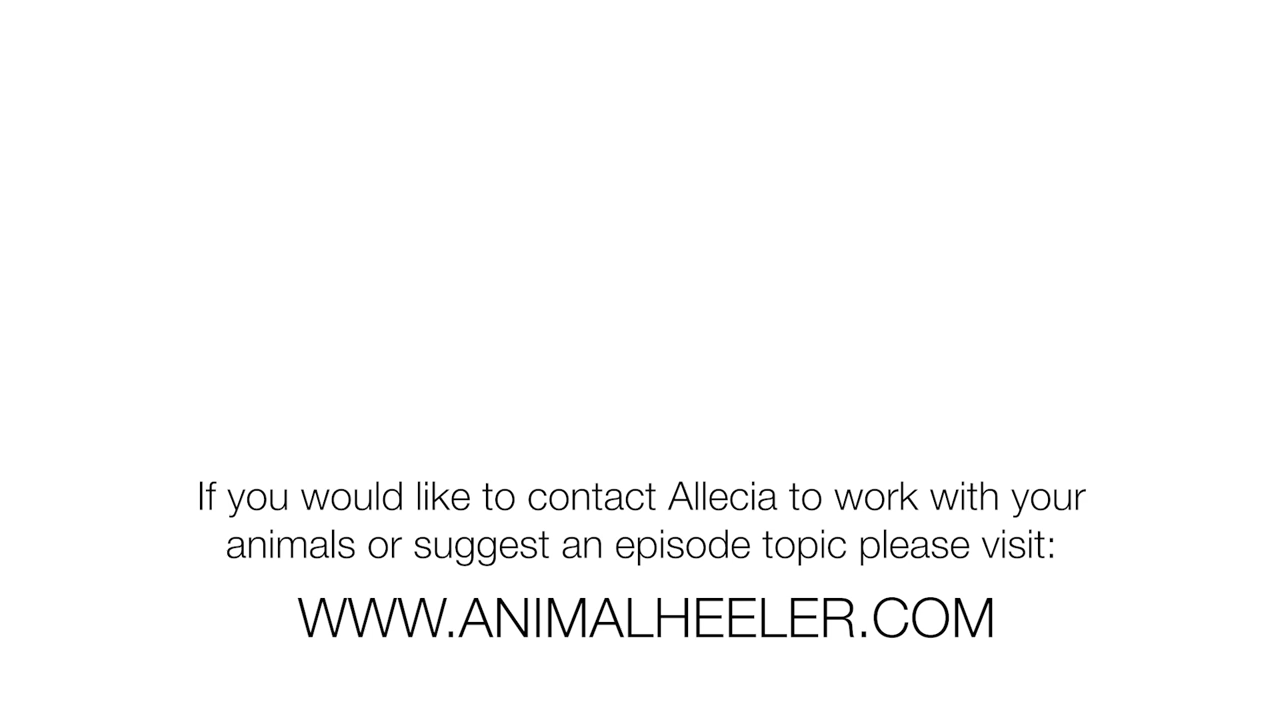 If you would like to contact Allecia to work with your
animals or suggest an episode topic please visit:
WWW.ANIMALHEELER.COM